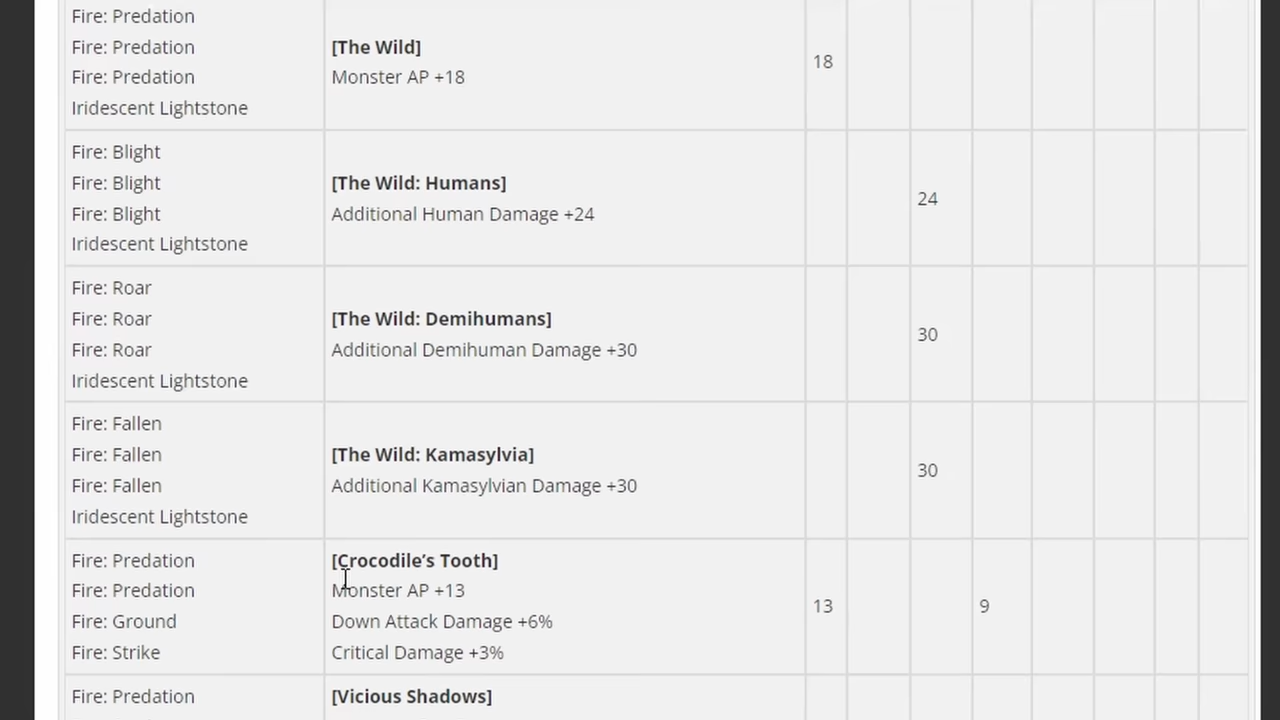 Fire: Predation
Fire: Predation
Fire: Predation
Iridescent Lightstone
[The Wild]
Monster AP +18
18
Fire: Blight
Fire: Blight
Fire: Blight
Iridescent Lightstone
[The Wild: Humans]
Additional Human Damage +24
24
Fire: Roar
Fire: Roar
Fire: Roar
Iridescent Lightstone
[The Wild: Demihumans]
Additional Demihuman Damage +30
30
Fire: Fallen
Fire: Fallen
Fire: Fallen
Iridescent Lightstone
[The Wild: Kamasylvia]
Additional Kamasylvian Damage +30
30
Fire: Predation
Fire: Predation
Fire: Ground
Fire: Strike
[Crocodile’s Tooth]
Monster AP +13
Down Attack Damage +6%
Critical Damage +3%
13
9
Fire: Predation
[Vicious Shadows]